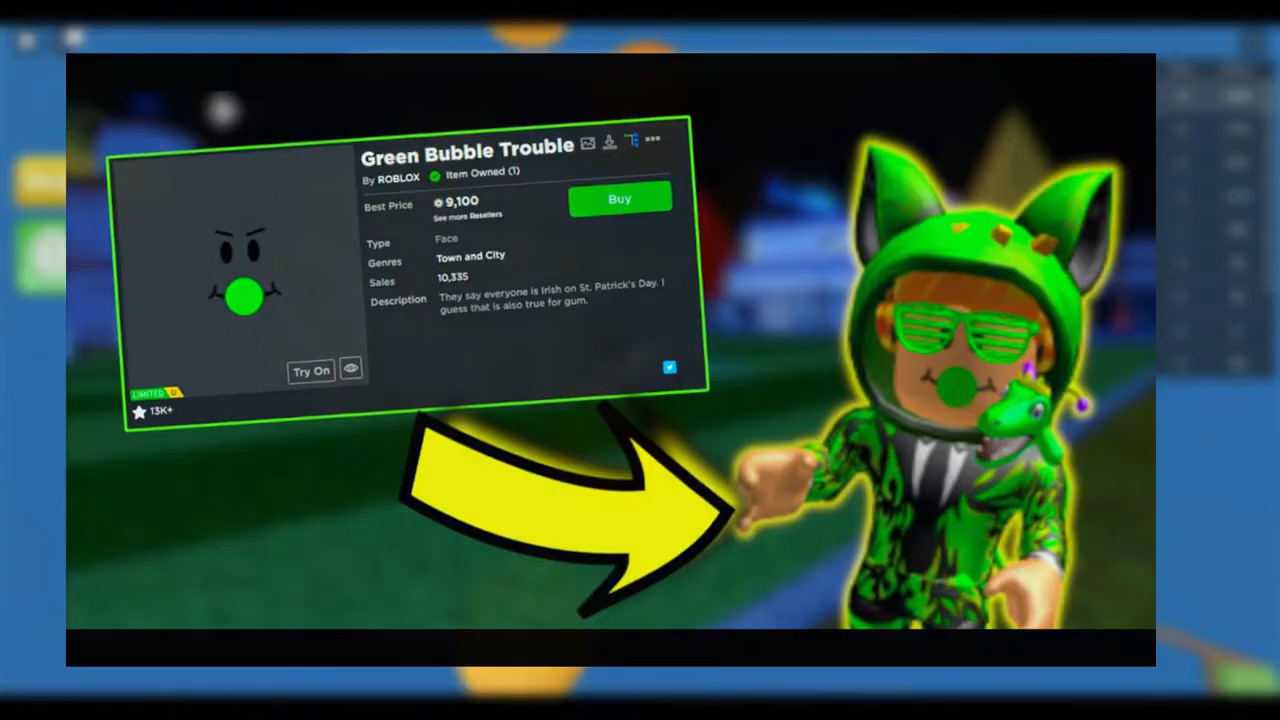 Green Bubble Trouble
By ROBLOX Item Owned (1)
Best Price 9,100
See more Resellers
Buy
Type Face
Genres Town and City
Sales 10,335
Description They say everyone is Irish on St. Patrick's Day. I
guess that is also true for gum.
Try On
LIMITED U
13K+